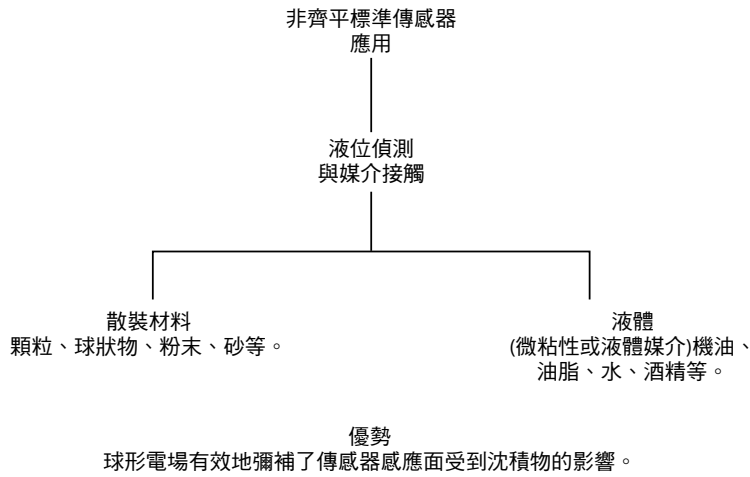 非齊平標準傳感器
應用
液位偵測
與媒介接觸
散裝材料
顆粒、球狀物、粉末、砂等。
液體
(微粘性或液體媒介)機油、
油脂、水、酒精等。
優勢
球形電場有效地彌補了傳感器感應面受到沈積物的影響。